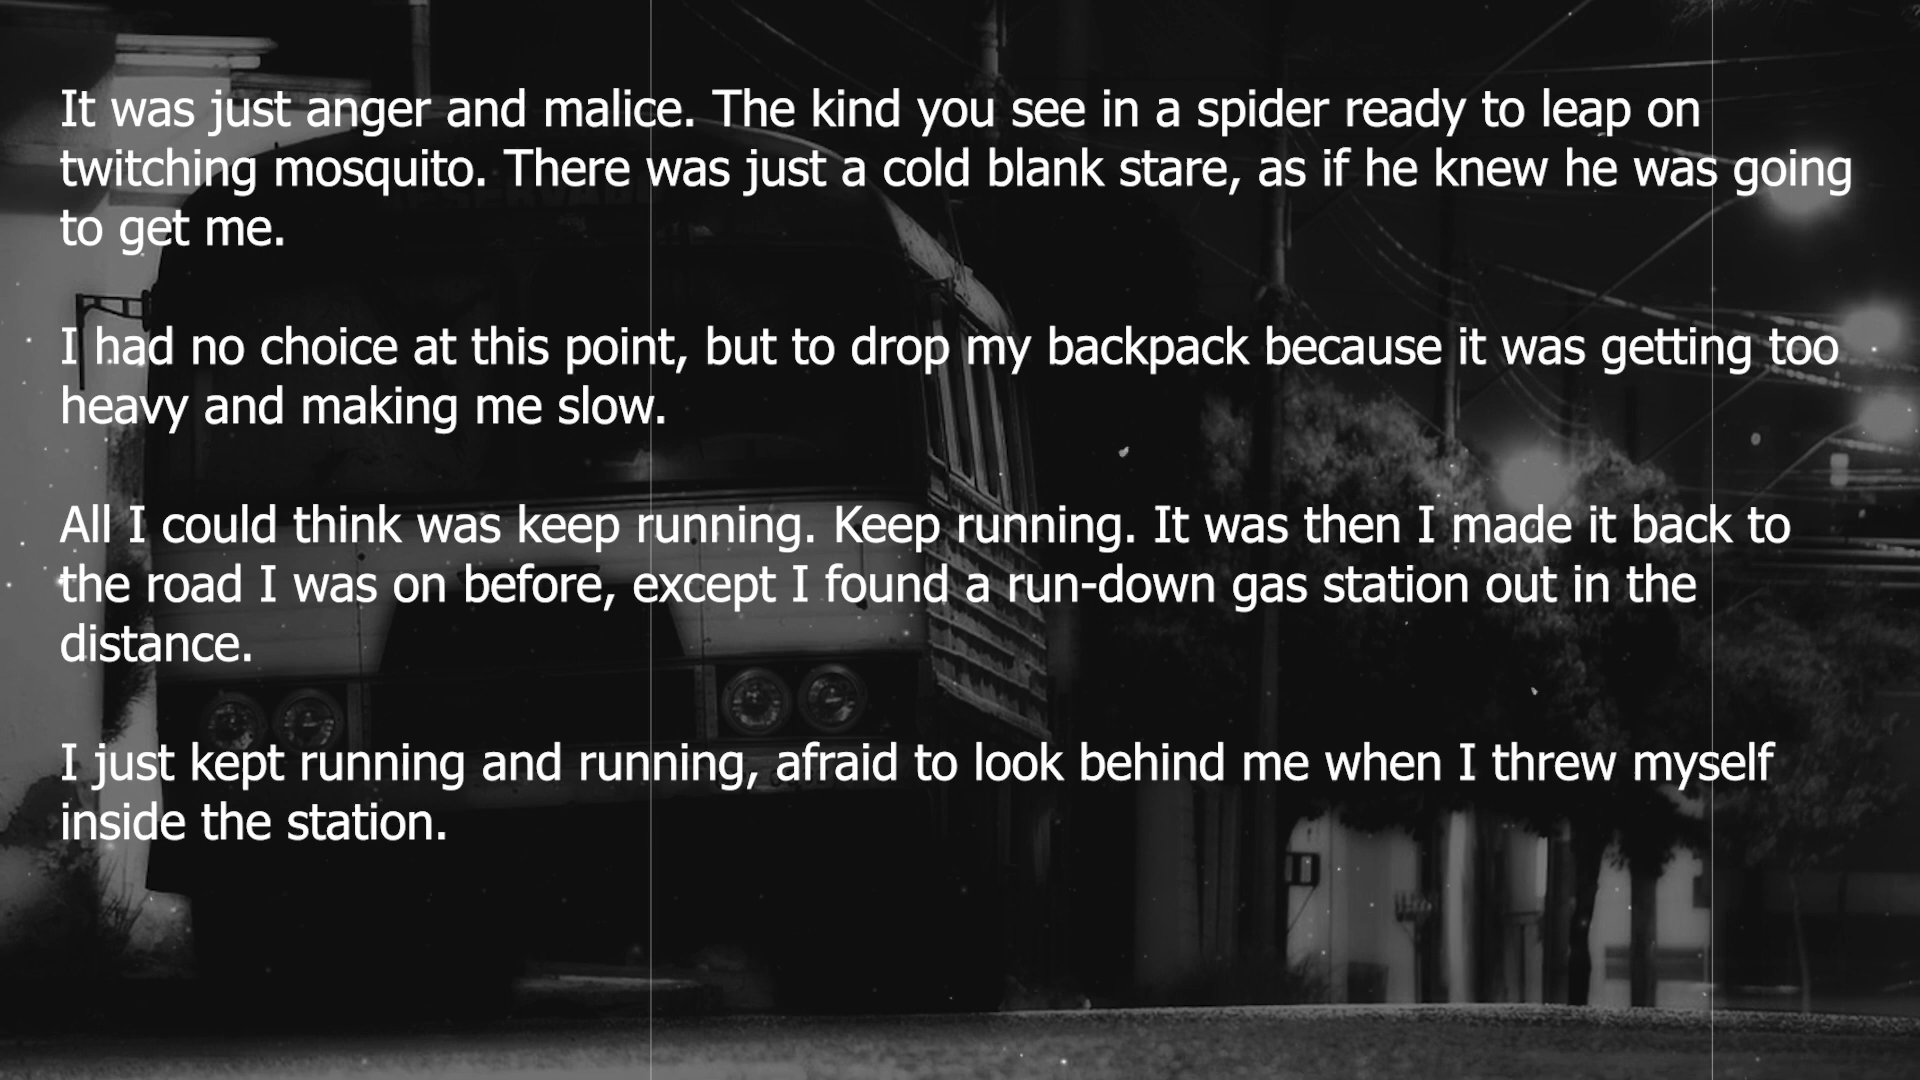 It was just anger and malice. The kind you see in a spider ready to leap on
twitching mosquito. There was just a cold blank stare, as if he knew he was going
to get me.
I had no choice at this point, but to drop my backpack because it was getting too
heavy and making me slow.
All I could think was keep running. Keep running. It was then I made it back to
the road I was on before, except I found a run-down gas station out in the
distance.
I just kept running and running, afraid to look behind me when I threw myself
inside the station.